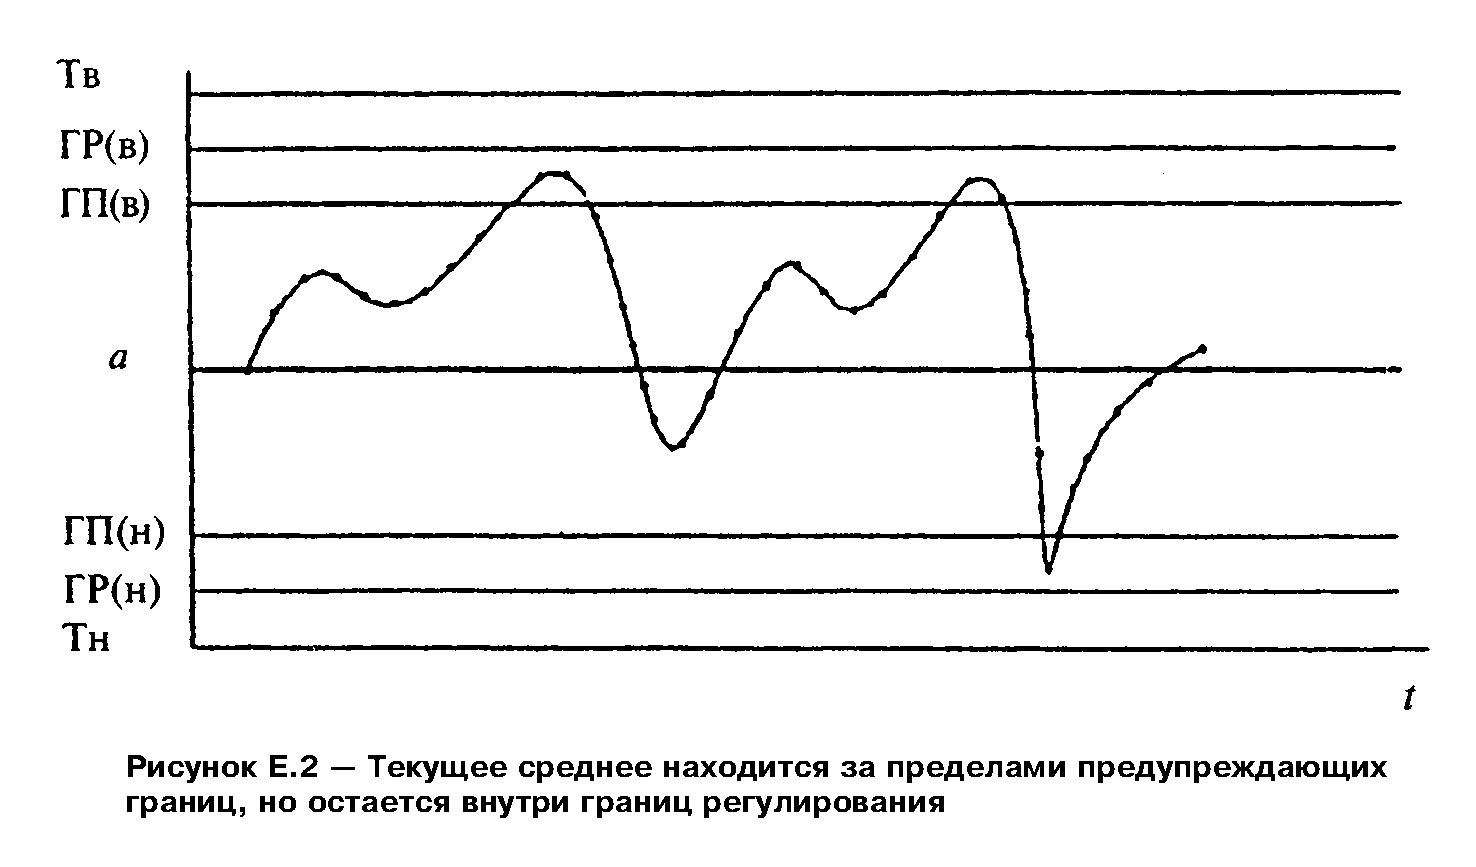 Тв
ГР(в)
ГП(в)
а
ГП(н)
ГР(н)
Тн
t
Рисунок Е.2 — Текущее среднее находится за пределами предупреждающих
границ, но остается внутри границ регулирования